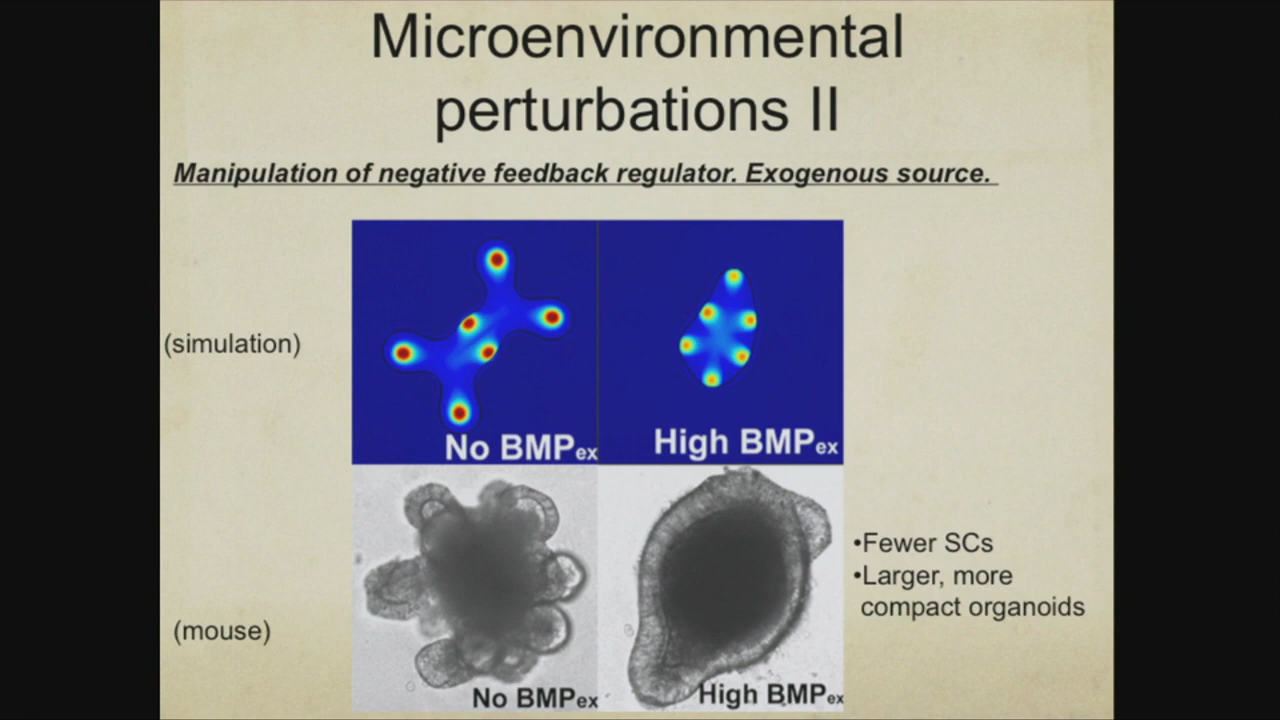 Microenvironmental
perturbations II
Manipulation of negative feedback regulator. Exogenous source.
(simulation)
No BMPex
High BMPex
•Fewer SCs
•Larger, more
compact organoids
(mouse)
No BMPex
High BMPex